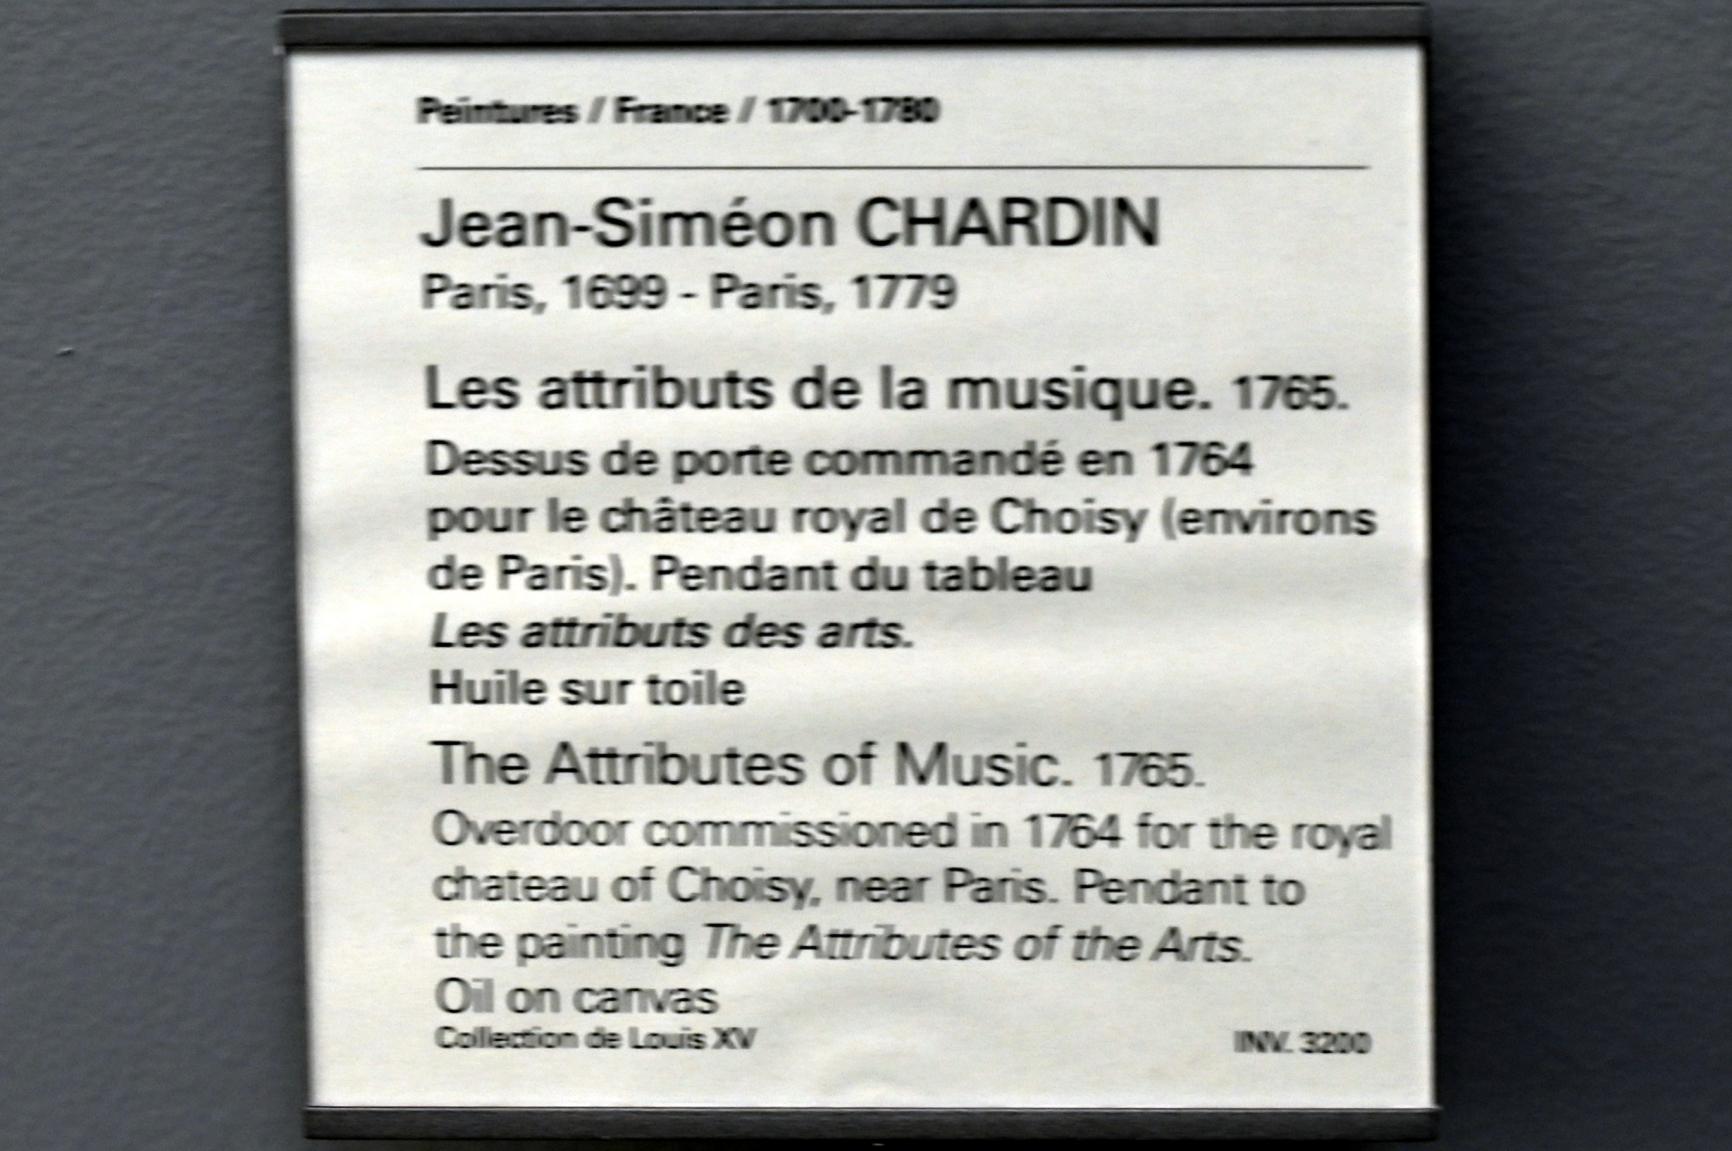 Peintures / France / 1700-1780
Jean-Siméon CHARDIN
Paris, 1699 - Paris, 1779
Les attributs de la musique. 1765.
Dessus de porte commandé en 1764
pour le château royal de Choisy (environs
de Paris). Pendant du tableau
Les attributs des arts.
Huile sur toile
The Attributes of Music. 1765.
Overdoor commissioned in 1764 for the royal
chateau of Choisy, near Paris. Pendant to
the painting The Attributes of the Arts.
Oil on canvas
Collection de Louis XV
INV. 3200